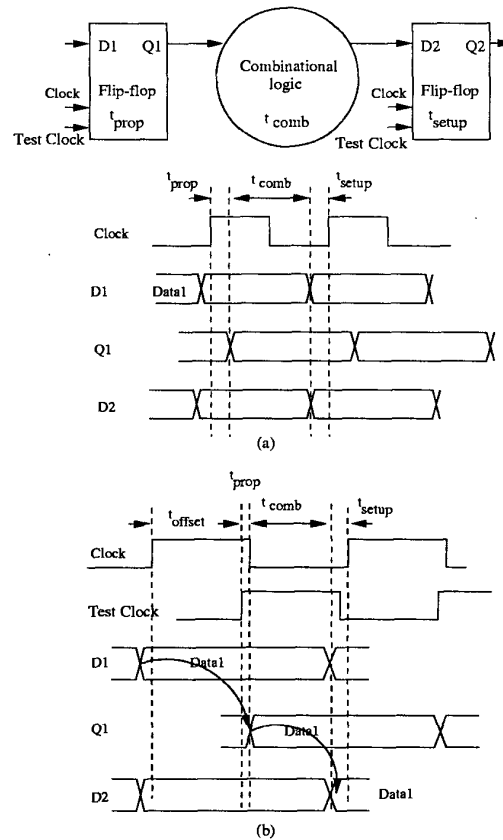 D1 Q1
D2 Q2
Combinational
logic
t comb
Clock
Flip-flop
Test Clock
t prop
Clock
Flip-flop
Test Clock
t setup
t prop
t comb
t setup
Clock
D1
Data1
Q1
D2
(a)
t prop
t offset
t comb
t setup
Clock
Test Clock
D1
Data1
Q1
Data1
D2
Data1
(b)